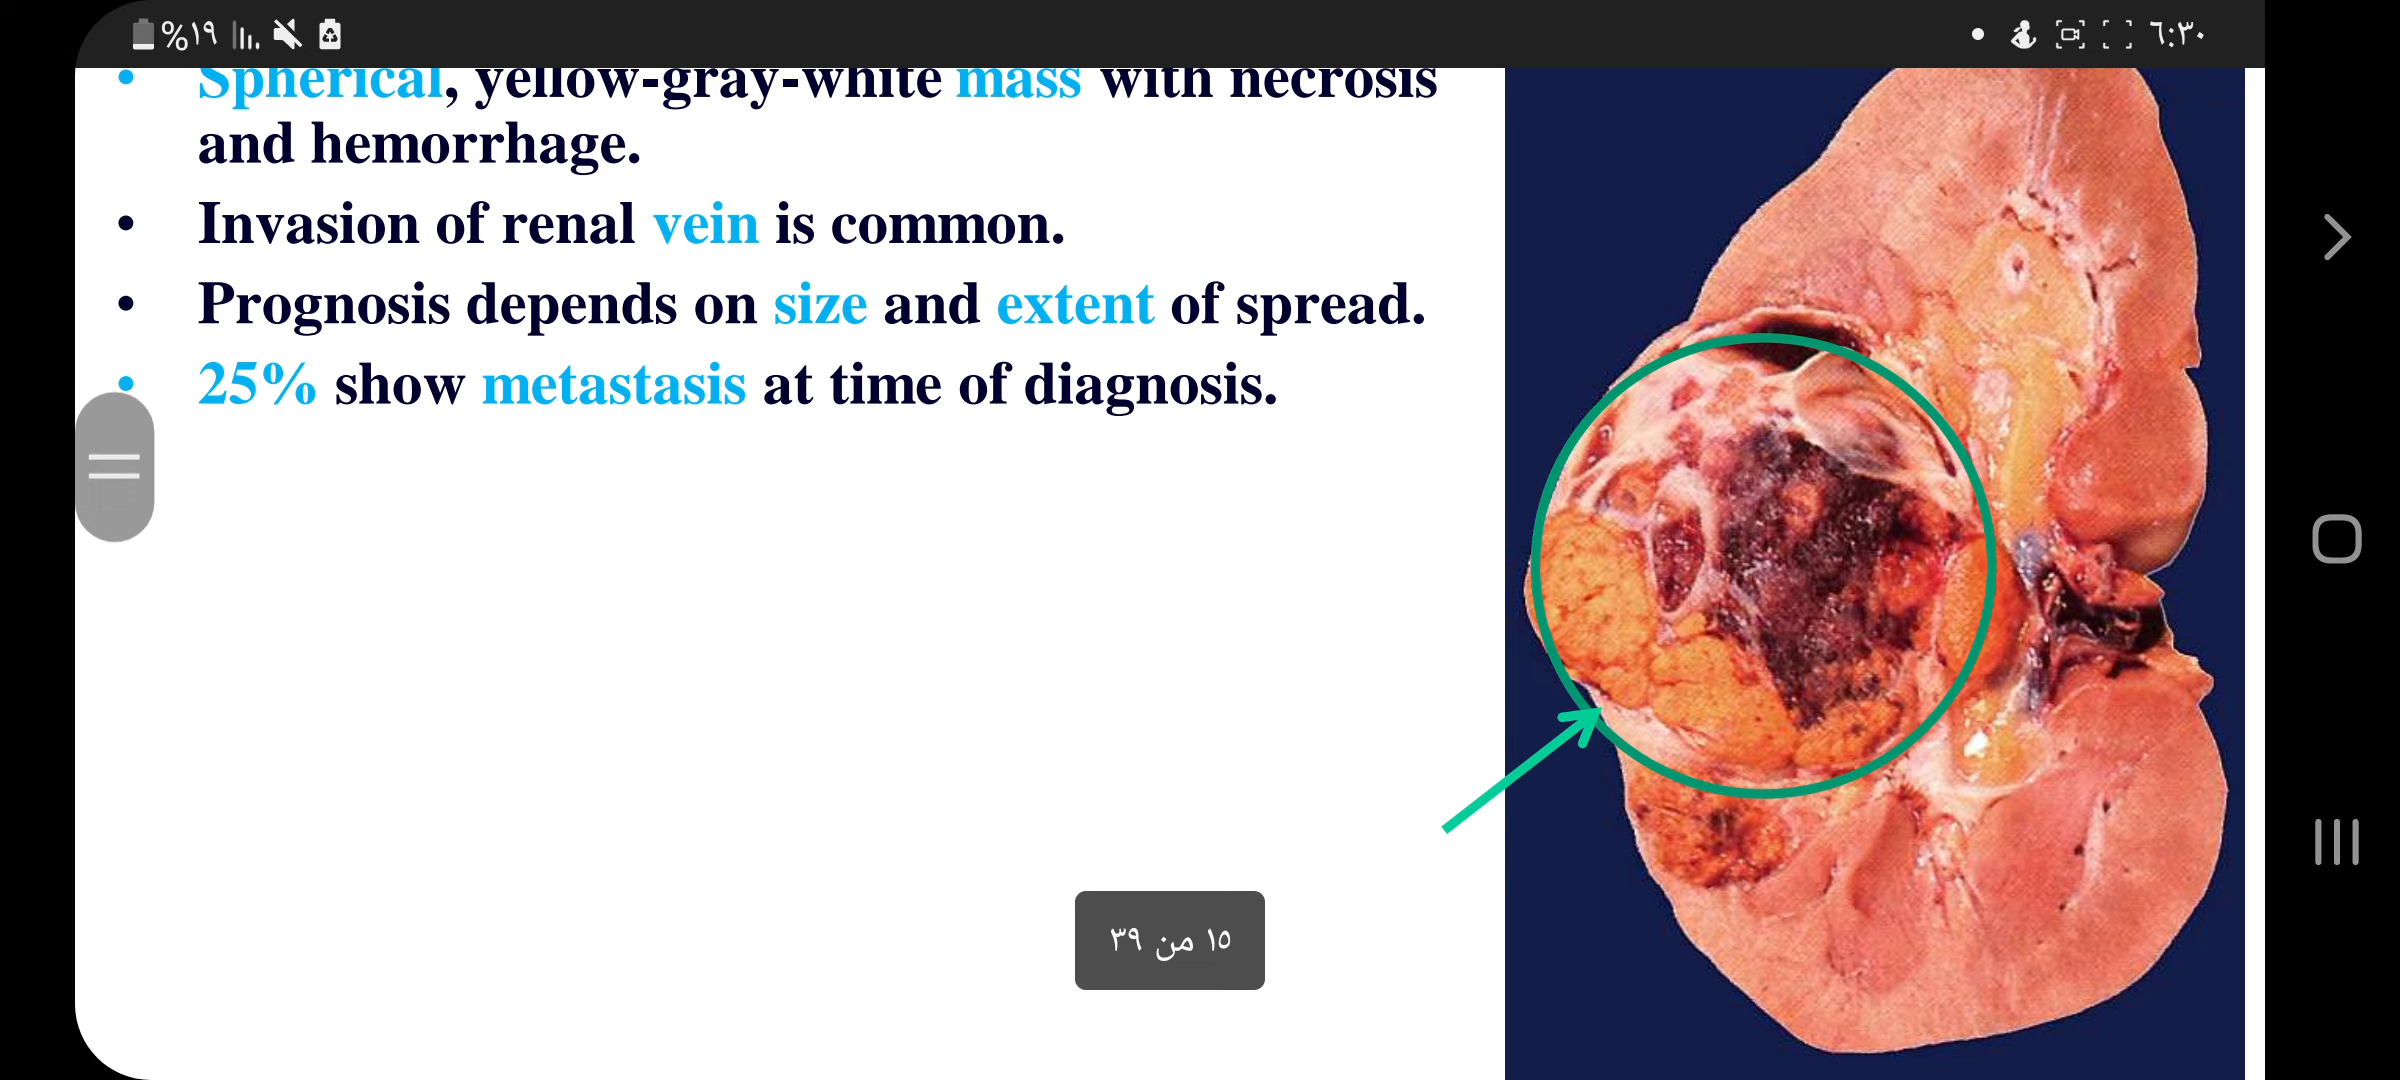 %١٩
٦:٣٠
Spherical, yellow-gray-white mass with necrosis
and hemorrhage.
• Invasion of renal vein is common.
• Prognosis depends on size and extent of spread.
• 25% show metastasis at time of diagnosis.
١٥ من ٣٩